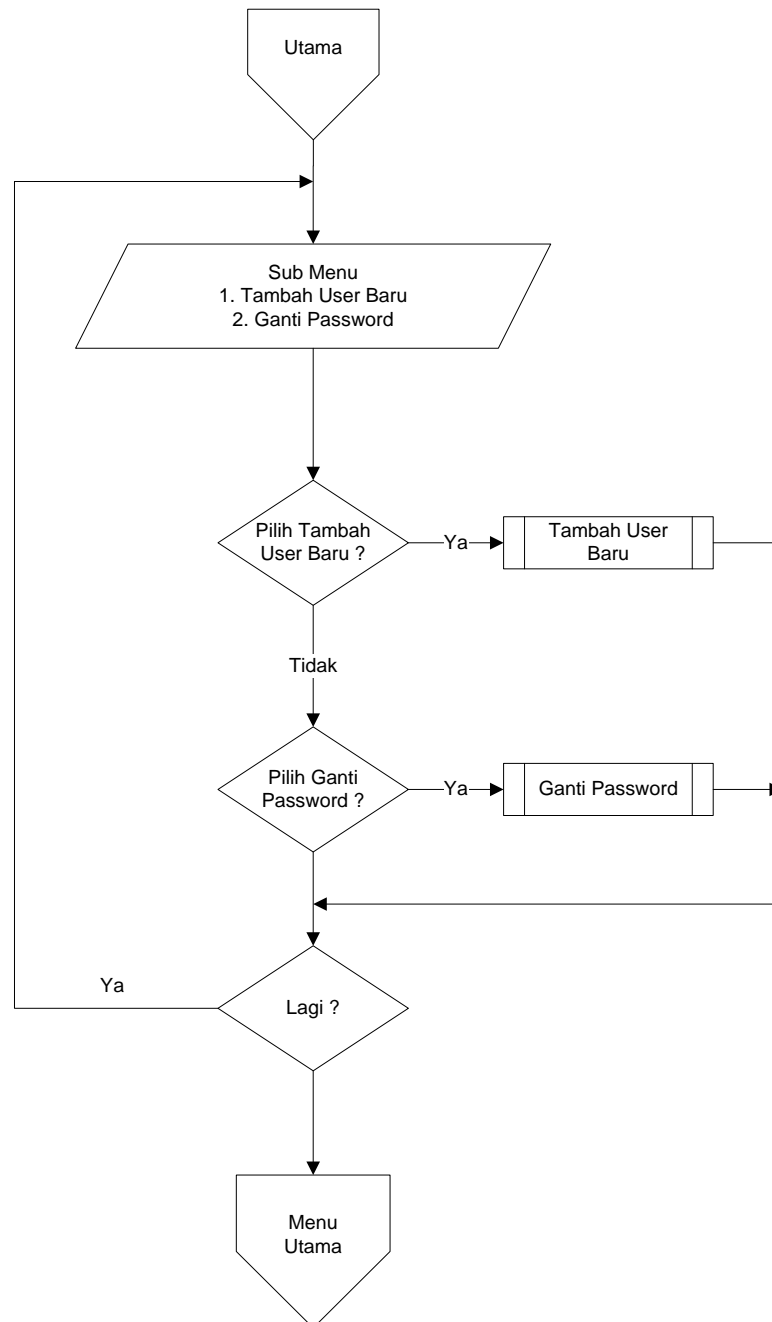 Utama
Sub Menu
1. Tambah User Baru
2. Ganti Password
Pilih Tambah
User Baru ?
Ya
Tambah User
Baru
Tidak
Pilih Ganti
Password ?
Ya
Ganti Password
Ya
Lagi ?
Menu
Utama